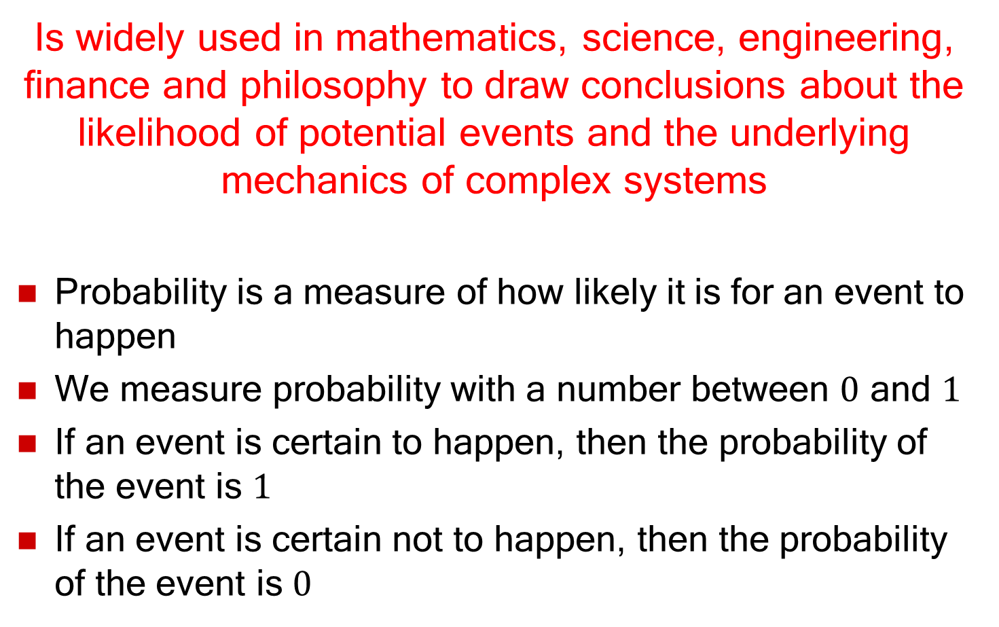 Is widely used in mathematics, science, engineering,
finance and philosophy to draw conclusions about the
likelihood of potential events and the underlying
mechanics of complex systems
Probability is a measure of how likely it is for an event to
happen
We measure probability with a number between 0 and 1
If an event is certain to happen, then the probability of
the event is 1
If an event is certain not to happen, then the probability
of the event is 0